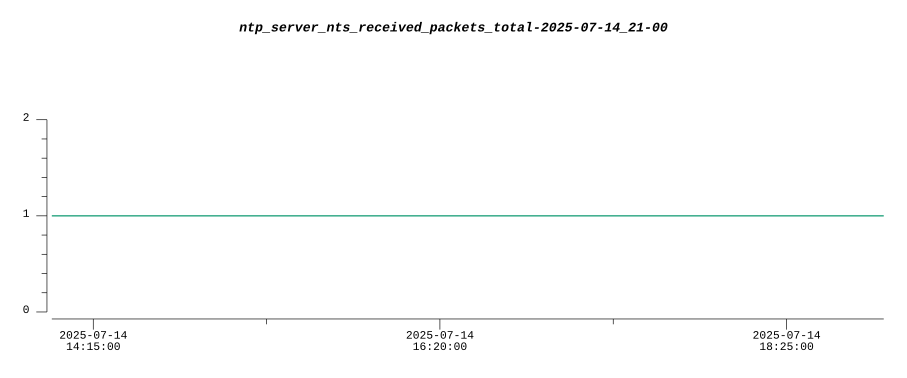 ntp_server_nts_received_packets_total-2025-07-14_21-00
2
1
0
2025-07-14 2025-07-14 2025-07-14
14:15:00 16:20:00 18:25:00